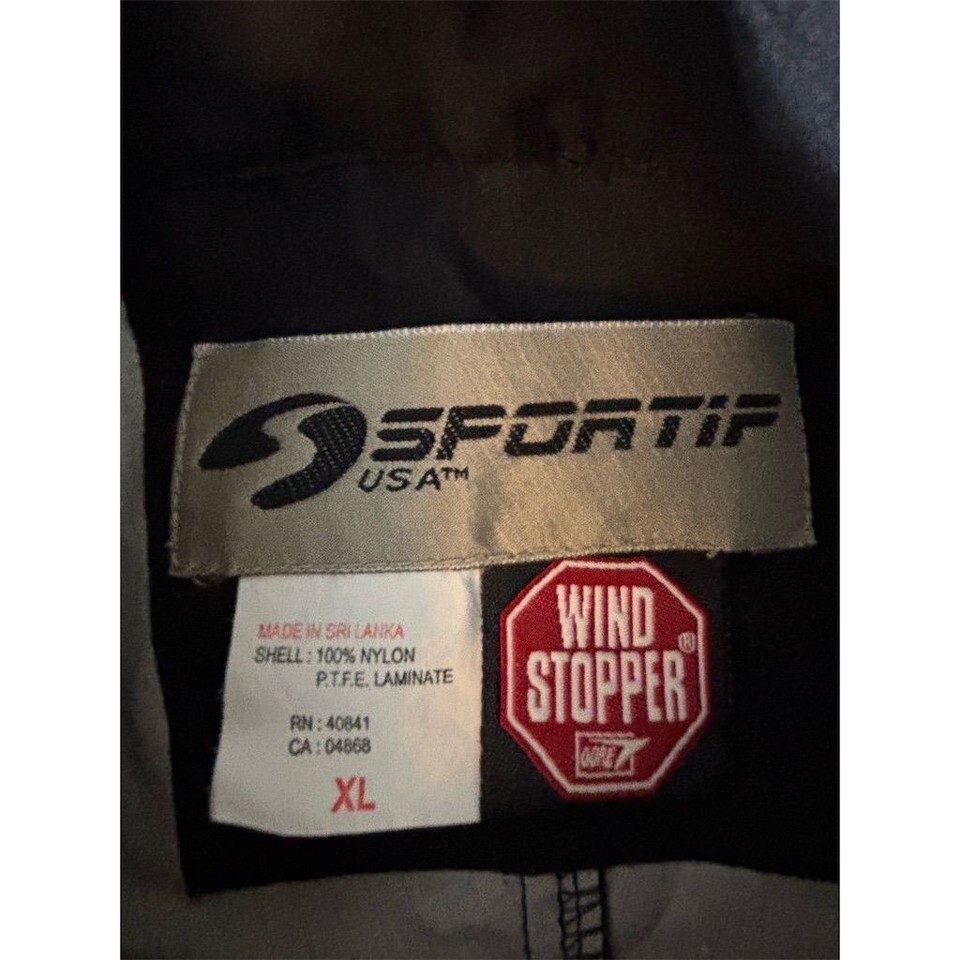 SPORTIF
USA™
MADE IN SRI LANKA
SHELL : 100% NYLON
P.T.F.E. LAMINATE
RN : 40841
CA : 04868
XL
WIND
STOPPER®
GORE